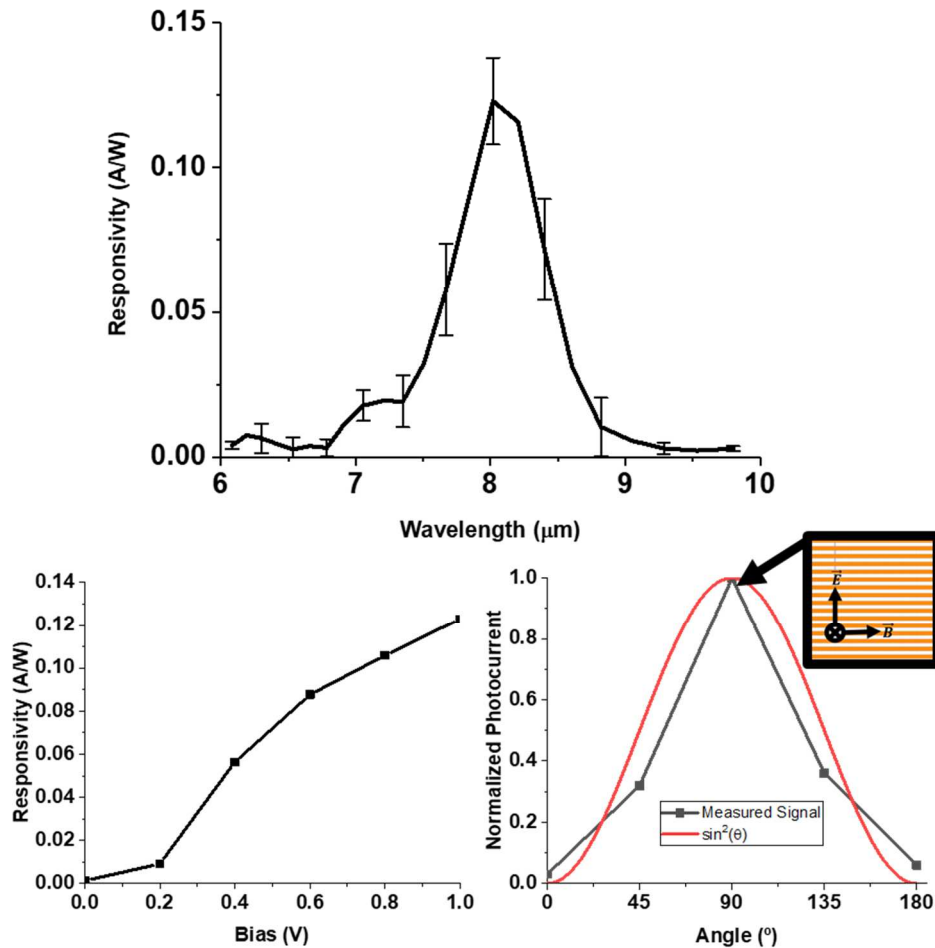 0.15
0.10
0.05
0.00
Responsivity (A/W)
6 7 8 9 10
Wavelength (μm)
0.14
0.12
0.10
0.08
0.06
0.04
0.02
0.00
Responsivity (A/W)
0.0 0.2 0.4 0.6 0.8 1.0
Bias (V)
1.0
0.8
0.6
0.4
0.2
0.0
Normalized Photocurrent
E⃗
B⃗
Measured Signal
sin²(θ)
0 45 90 135 180
Angle (º)